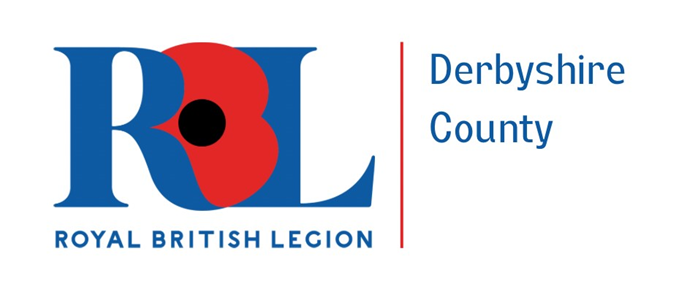 RBL
ROYAL BRITISH LEGION
Derbyshire
County